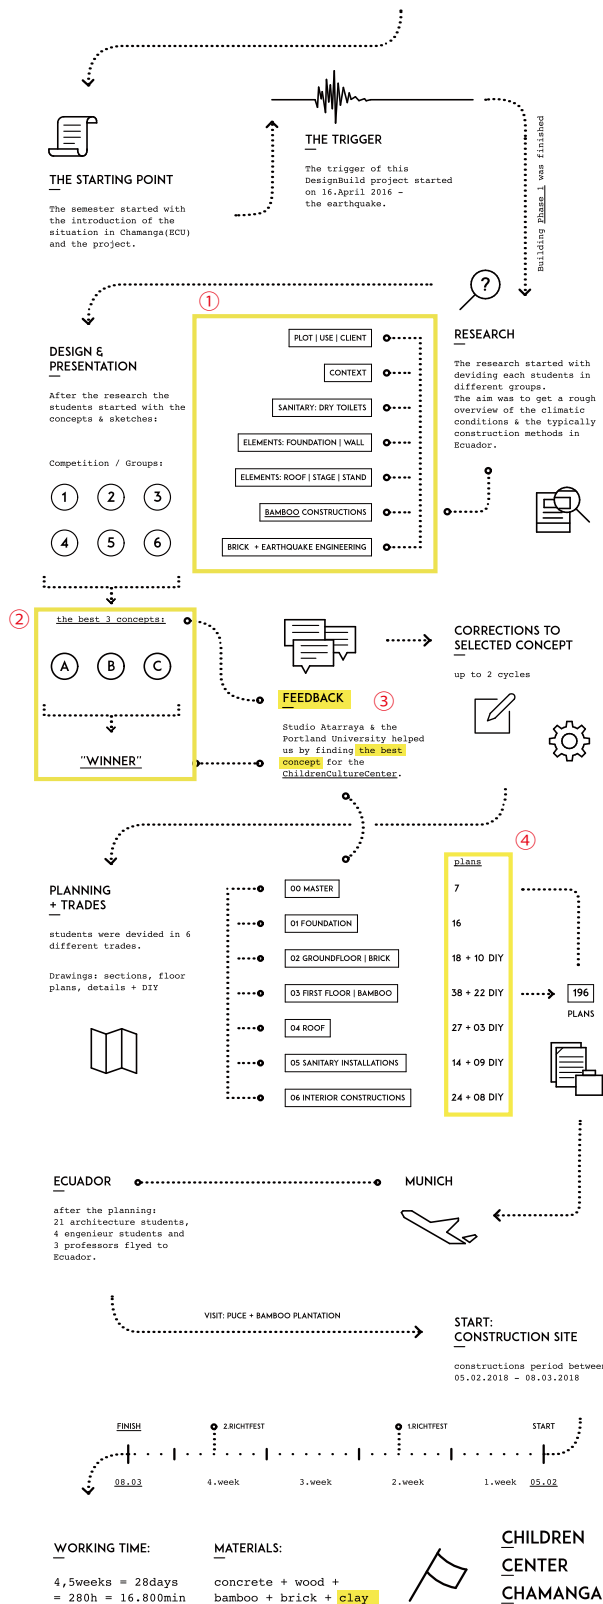 THE TRIGGER
The trigger of this
DesignBuild project started
on 16.April 2016 –
the earthquake.
THE STARTING POINT
The semester started with
the introduction of the
situation in Chamanga(ECU)
and the project.
Building Phase 1 was finished
?
RESEARCH
The research started with
deviding each students in
different groups.
The aim was to get a rough
overview of the climatic
conditions & the typically
construction methods in
Ecuador.
①
PLOT | USE | CLIENT
CONTEXT
SANITARY: DRY TOILETS
ELEMENTS: FOUNDATION | WALL
ELEMENTS: ROOF | STAGE | STAND
BAMBOO CONSTRUCTIONS
BRICK + EARTHQUAKE ENGINEERING
DESIGN &
PRESENTATION
After the research the
students started with the
concepts & sketches:
Competition / Groups:
1 2 3
4 5 6
②
the best 3 concepts:
A B C
"WINNER"
③
FEEDBACK
Studio Atarraya & the
Portland University helped
us by finding the best
concept for the
ChildrenCultureCenter.
CORRECTIONS TO
SELECTED CONCEPT
up to 2 cycles
④
PLANNING
+ TRADES
students were devided in 6
different trades.
Drawings: sections, floor
plans, details + DIY
plans
00 MASTER 7
01 FOUNDATION 16
02 GROUNDFLOOR | BRICK 18 + 10 DIY
03 FIRST FLOOR | BAMBOO 38 + 22 DIY
04 ROOF 27 + 03 DIY
05 SANITARY INSTALLATIONS 14 + 09 DIY
06 INTERIOR CONSTRUCTIONS 24 + 08 DIY
196
PLANS
ECUADOR
MUNICH
after the planning:
21 architecture students,
4 engenieur students and
3 professors flyed to
Ecuador.
VISIT: PUCE + BAMBOO PLANTATION
START:
CONSTRUCTION SITE
constructions period between
05.02.2018 – 08.03.2018
FINISH 2.RICHTFEST 1.RICHTFEST START
08.03 4.week 3.week 2.week 1.week 05.02
WORKING TIME:
4,5weeks = 28days
= 280h = 16.800min
MATERIALS:
concrete + wood +
bamboo + brick + clay
CHILDREN
CENTER
CHAMANGA